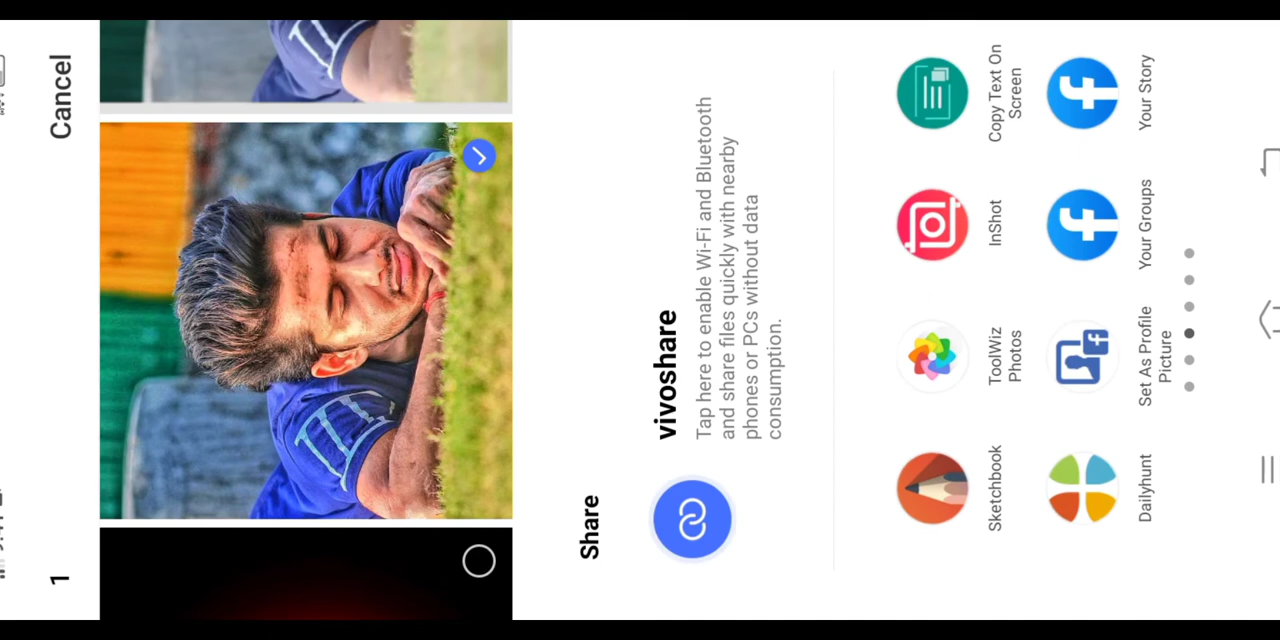 1
Cancel
Share
vivoshare
Tap here to enable Wi-Fi and Bluetooth
and share files quickly with nearby
phones or PCs without data
consumption.
Sketchbook
ToolWiz
Photos
InShot
Copy Text On
Screen
Dailyhunt
Set As Profile
Picture
Your Groups
Your Story